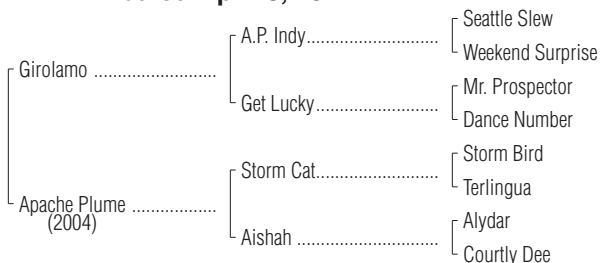 Seattle Slew
A.P. Indy........................
Weekend Surprise
Girolamo ........................
Mr. Prospector
Get Lucky........................
Dance Number
Storm Bird
Storm Cat........................
Terlingua
Apache Plume .................
(2004)
Alydar
Aishah ...........................
Courtly Dee